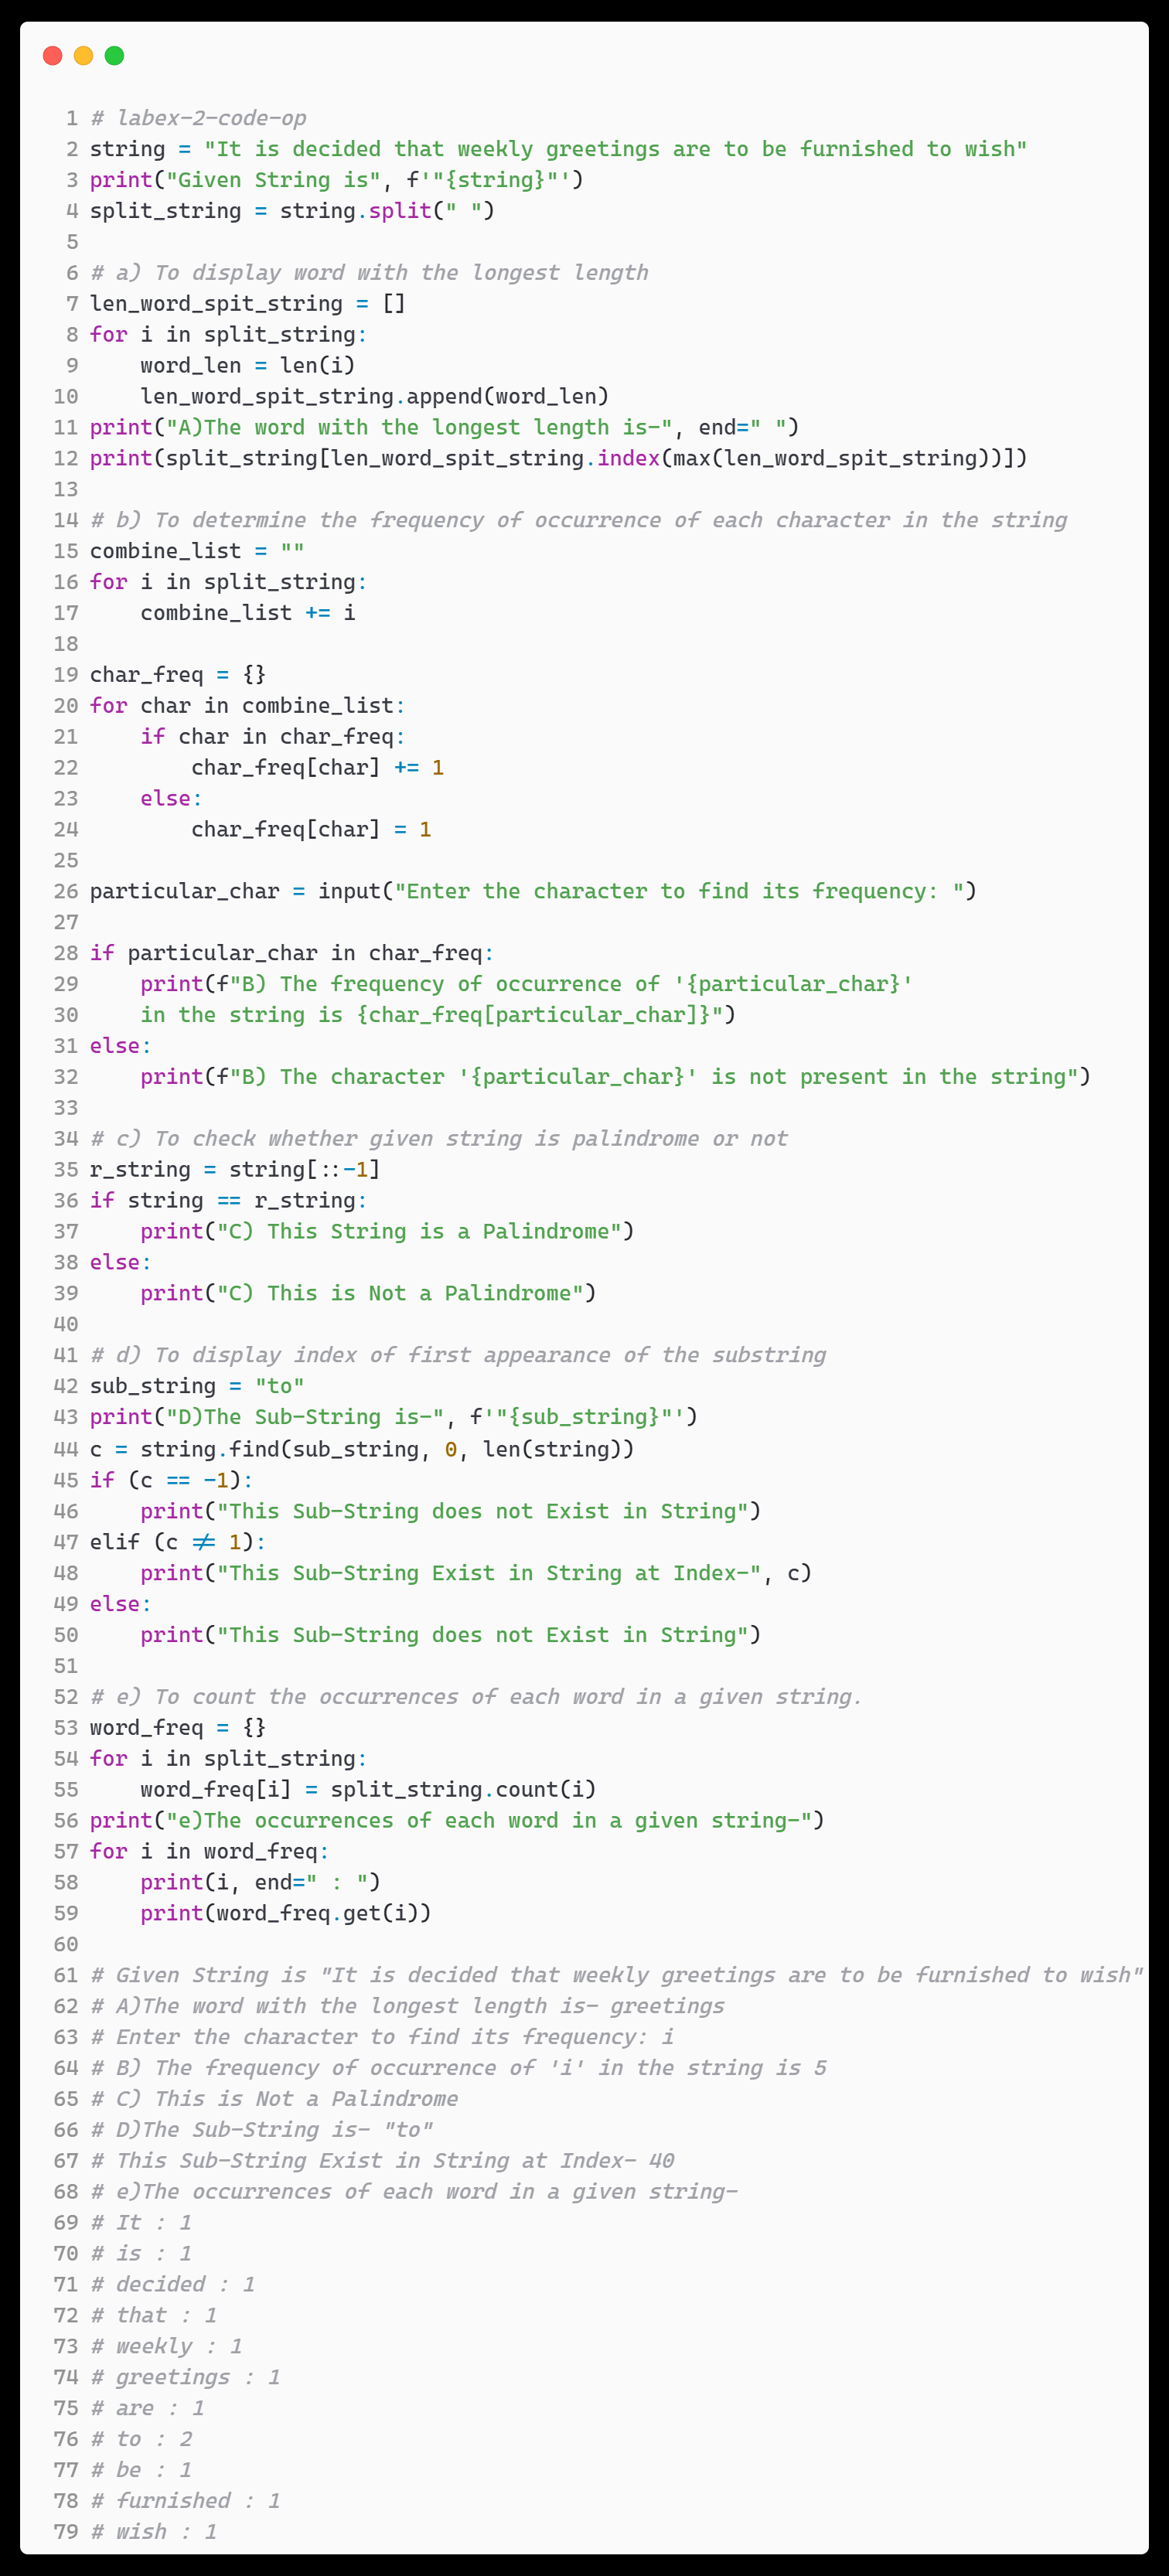 1 # labex-2-code-op
2 string = "It is decided that weekly greetings are to be furnished to wish"
3 print("Given String is", f'"{string}"')
4 split_string = string.split(" ")
5
6 # a) To display word with the longest length
7 len_word_spit_string = []
8 for i in split_string:
9     word_len = len(i)
10     len_word_spit_string.append(word_len)
11 print("A)The word with the longest length is-", end=" ")
12 print(split_string[len_word_spit_string.index(max(len_word_spit_string))])
13
14 # b) To determine the frequency of occurrence of each character in the string
15 combine_list = ""
16 for i in split_string:
17     combine_list += i
18
19 char_freq = {}
20 for char in combine_list:
21     if char in char_freq:
22         char_freq[char] += 1
23     else:
24         char_freq[char] = 1
25
26 particular_char = input("Enter the character to find its frequency: ")
27
28 if particular_char in char_freq:
29     print(f"B) The frequency of occurrence of '{particular_char}'
30     in the string is {char_freq[particular_char]}")
31 else:
32     print(f"B) The character '{particular_char}' is not present in the string")
33
34 # c) To check whether given string is palindrome or not
35 r_string = string[::-1]
36 if string == r_string:
37     print("C) This String is a Palindrome")
38 else:
39     print("C) This is Not a Palindrome")
40
41 # d) To display index of first appearance of the substring
42 sub_string = "to"
43 print("D)The Sub-String is-", f'"{sub_string}"')
44 c = string.find(sub_string, 0, len(string))
45 if (c == -1):
46     print("This Sub-String does not Exist in String")
47 elif (c ≠ 1):
48     print("This Sub-String Exist in String at Index-", c)
49 else:
50     print("This Sub-String does not Exist in String")
51
52 # e) To count the occurrences of each word in a given string.
53 word_freq = {}
54 for i in split_string:
55     word_freq[i] = split_string.count(i)
56 print("e)The occurrences of each word in a given string-")
57 for i in word_freq:
58     print(i, end=" : ")
59     print(word_freq.get(i))
60
61 # Given String is "It is decided that weekly greetings are to be furnished to wish"
62 # A)The word with the longest length is- greetings
63 # Enter the character to find its frequency: i
64 # B) The frequency of occurrence of 'i' in the string is 5
65 # C) This is Not a Palindrome
66 # D)The Sub-String is- "to"
67 # This Sub-String Exist in String at Index- 40
68 # e)The occurrences of each word in a given string-
69 # It : 1
70 # is : 1
71 # decided : 1
72 # that : 1
73 # weekly : 1
74 # greetings : 1
75 # are : 1
76 # to : 2
77 # be : 1
78 # furnished : 1
79 # wish : 1